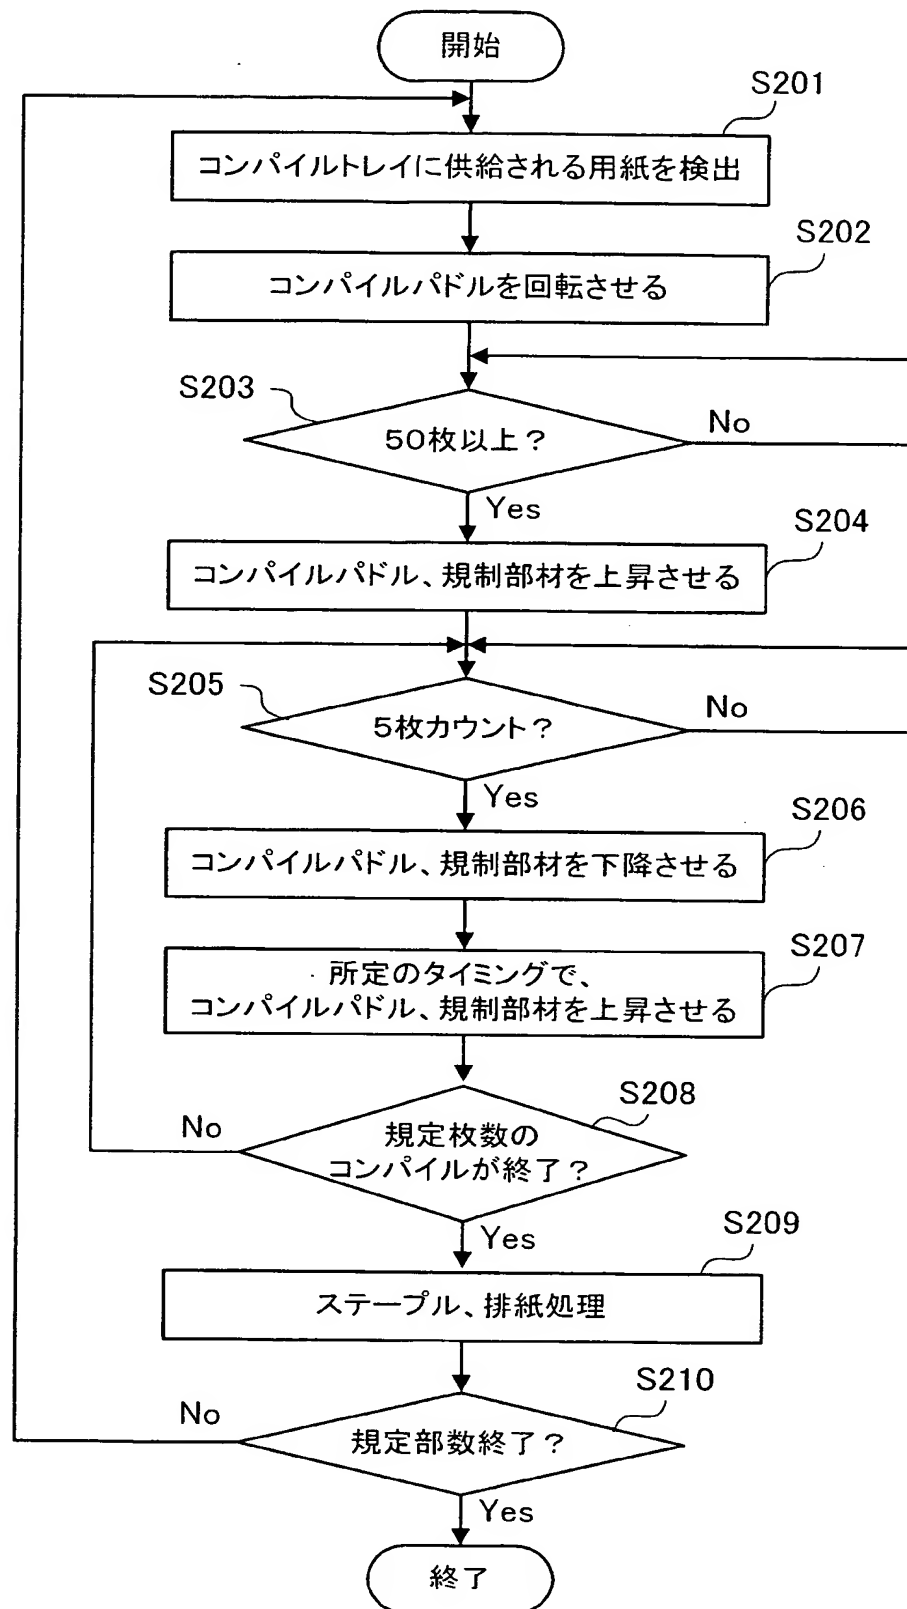 開始
S201
コンパイルトレイに供給される用紙を検出
S202
コンパイルパドルを回転させる
S203
50枚以上？
No
Yes
S204
コンパイルパドル、規制部材を上昇させる
S205
5枚カウント？
No
Yes
S206
コンパイルパドル、規制部材を下降させる
S207
所定のタイミングで、
コンパイルパドル、規制部材を上昇させる
S208
No
規定枚数の
コンパイルが終了？
Yes
S209
ステープル、排紙処理
S210
No
規定部数終了？
Yes
終了